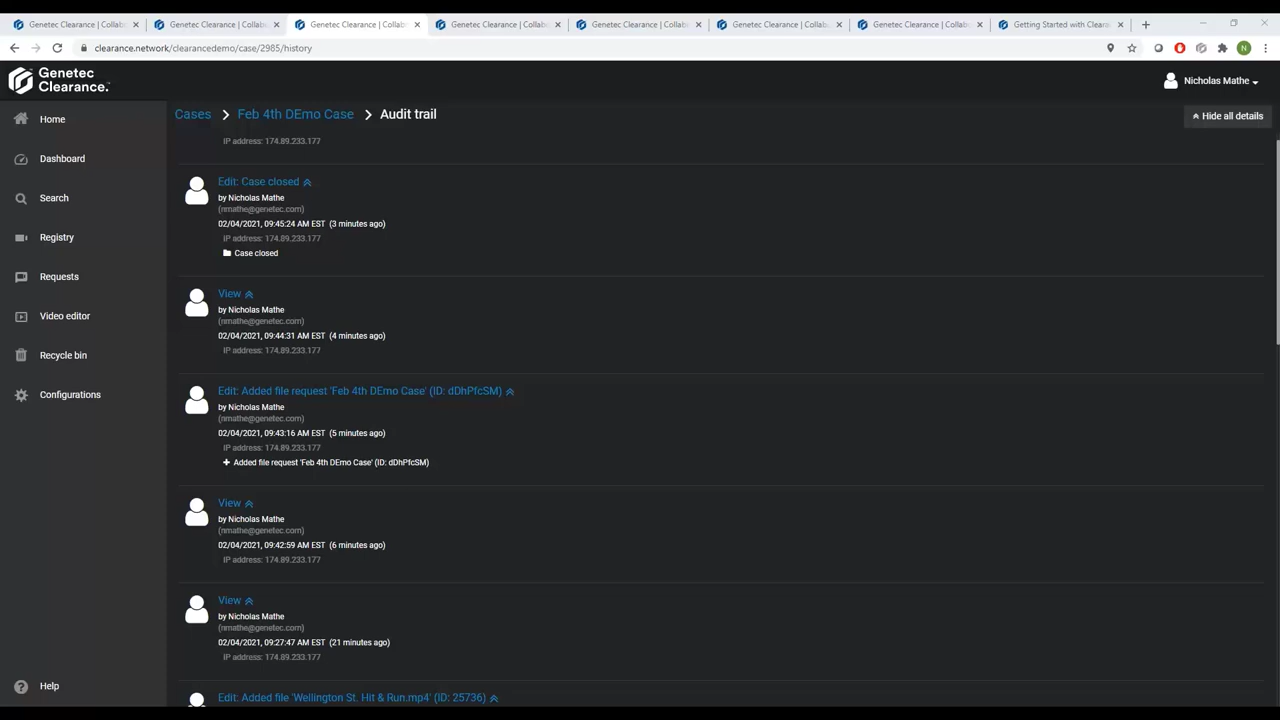 Genetec Clearance | Collab
Genetec Clearance | Collab
Genetec Clearance | Collab
Genetec Clearance | Collab
Genetec Clearance | Collab
Genetec Clearance | Collab
Genetec Clearance | Collab
Getting Started with Cleara
clearance.network/clearancedemo/case/2985/history
N
Genetec
Clearance.
Nicholas Mathe
Cases
Feb 4th DEmo Case
Audit trail
Hide all details
Home
Dashboard
Search
Registry
Requests
Video editor
Recycle bin
Configurations
Help
IP address: 174.89.233.177
Edit: Case closed
by Nicholas Mathe
(nmathe@genetec.com)
02/04/2021, 09:45:24 AM EST (3 minutes ago)
IP address: 174.89.233.177
Case closed
View
by Nicholas Mathe
(nmathe@genetec.com)
02/04/2021, 09:44:31 AM EST (4 minutes ago)
IP address: 174.89.233.177
Edit: Added file request 'Feb 4th DEmo Case' (ID: dDhPfcSM)
by Nicholas Mathe
(nmathe@genetec.com)
02/04/2021, 09:43:16 AM EST (5 minutes ago)
IP address: 174.89.233.177
+ Added file request 'Feb 4th DEmo Case' (ID: dDhPfcSM)
View
by Nicholas Mathe
(nmathe@genetec.com)
02/04/2021, 09:42:59 AM EST (6 minutes ago)
IP address: 174.89.233.177
View
by Nicholas Mathe
(nmathe@genetec.com)
02/04/2021, 09:27:47 AM EST (21 minutes ago)
IP address: 174.89.233.177
Edit: Added file 'Wellington St. Hit & Run.mp4' (ID: 25736)